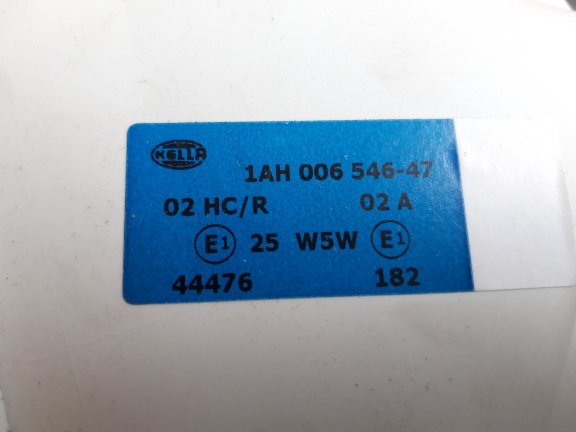 HELLA
1AH 006 546-47
02 HC/R 02 A
E1 25 W5W E1
44476 182